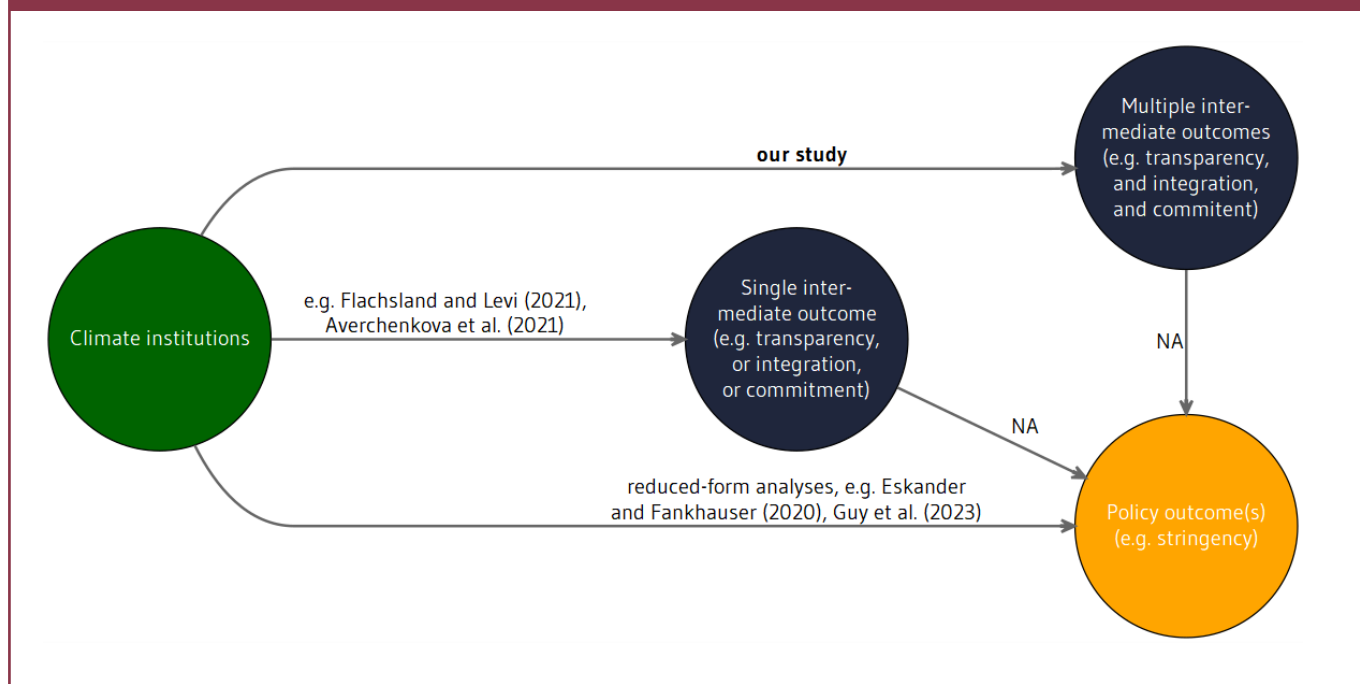 Multiple inter-
mediate outcomes
(e.g. transparency,
and integration,
and commitent)
our study
Climate institutions
e.g. Flachsland and Levi (2021),
Averchenkova et al. (2021)
Single inter-
mediate outcome
(e.g. transparency,
or integration,
or commitment)
NA
NA
reduced-form analyses, e.g. Eskander
and Fankhauser (2020), Guy et al. (2023)
Policy outcome(s)
(e.g. stringency)